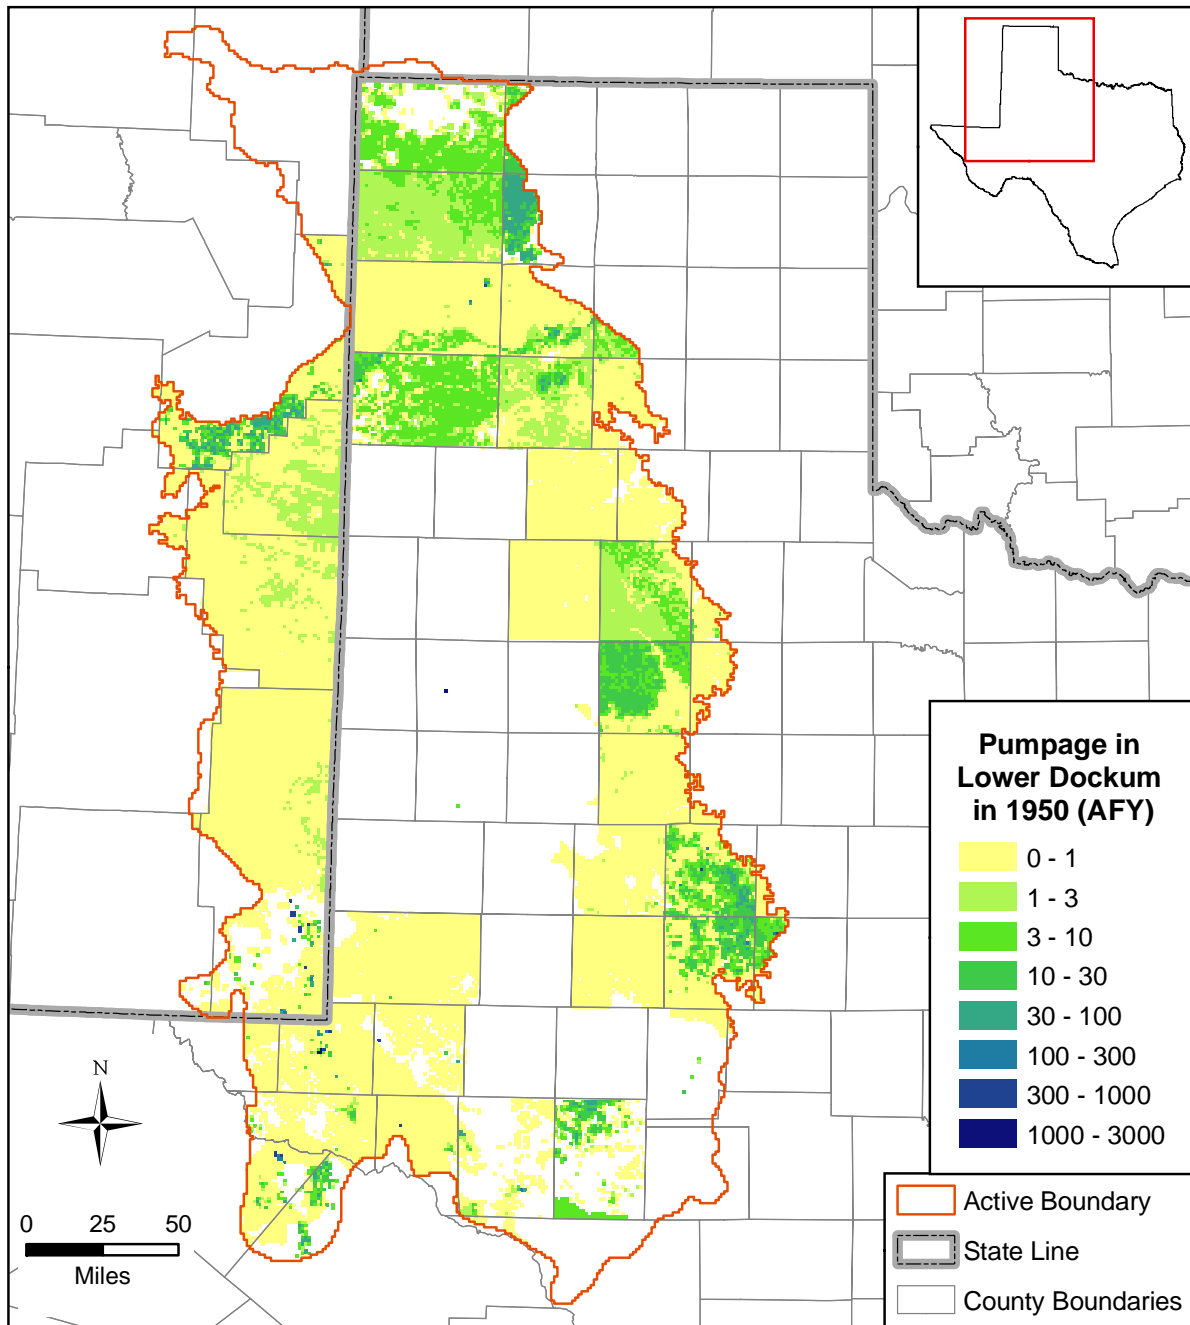 Pumpage in
Lower Dockum
in 1950 (AFY)
0 - 1
1 - 3
3 - 10
10 - 30
30 - 100
100 - 300
300 - 1000
1000 - 3000
N
0 25 50
Miles
Active Boundary
State Line
County Boundaries